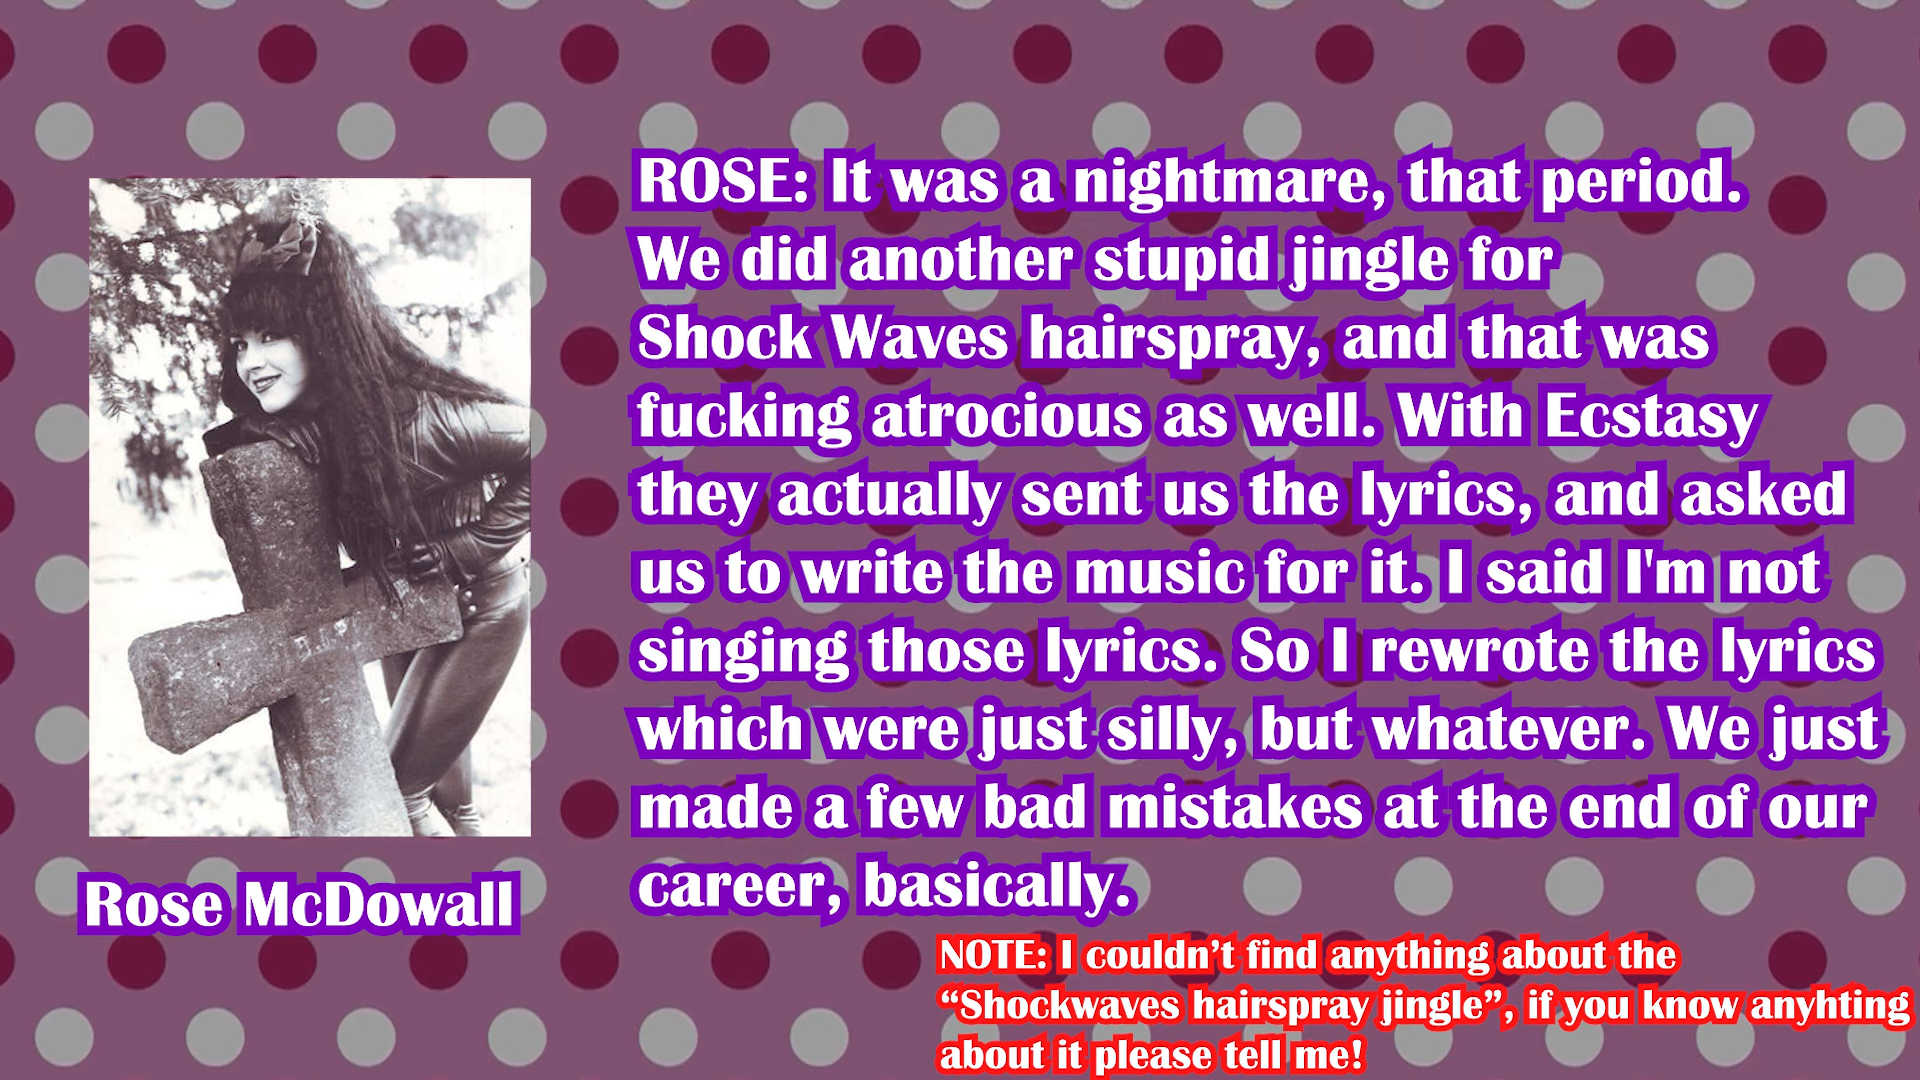 ROSE: It was a nightmare, that period.
We did another stupid jingle for
Shock Waves hairspray, and that was
fucking atrocious as well. With Ecstasy
they actually sent us the lyrics, and asked
us to write the music for it. I said I'm not
singing those lyrics. So I rewrote the lyrics
which were just silly, but whatever. We just
made a few bad mistakes at the end of our
career, basically.
Rose McDowall
NOTE: I couldn’t find anything about the
“Shockwaves hairspray jingle”, if you know anyhting
about it please tell me!